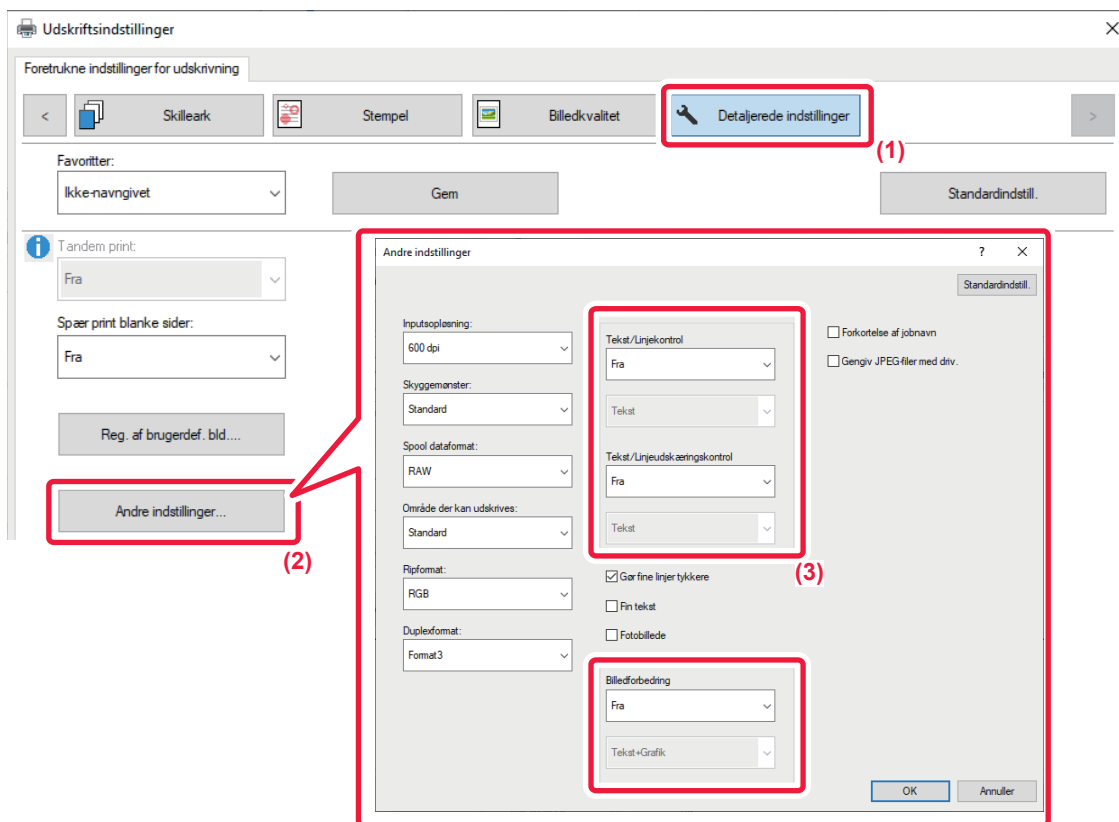 Udskriftsindstillinger
Foretrukne indstillinger for udskrivning
<
Skilleark
Stempel
Billedkvalitet
Detaljerede indstillinger
>
(1)
Favoritter:
Ikke-navngivet
Gem
Standardindstill.
Tandem print:
Fra
Spær print blanke sider:
Fra
Reg. af brugerdef. bld....
Andre indstillinger...
(2)
Andre indstillinger
?
Standardindstill.
Inputsopløsning:
600 dpi
Skyggemønster:
Standard
Spool dataformat:
RAW
Område der kan udskrives:
Standard
Ripformat:
RGB
Duplexformat:
Format3
Tekst/Linjekontrol
Fra
Tekst
Tekst/Linjeudskæringskontrol
Fra
Tekst
(3)
Gør fine linjer tykkere
Fin tekst
Fotobillede
Billedforbedring
Fra
Tekst+Grafik
Forkortelse af jobnavn
Gengiv JPEG-filer med driv.
OK
Annuller